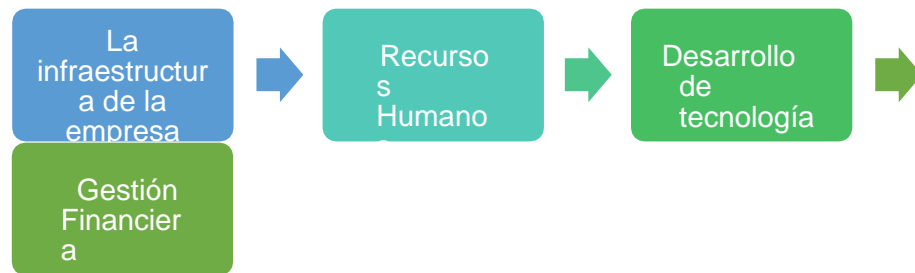 La
infraestructur
a de la
empresa
Recurso
s
Humano
Desarrollo
de
tecnología
Gestión
Financier
a